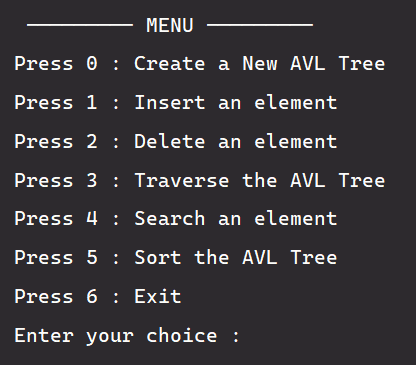 ────────── MENU ──────────
Press 0 : Create a New AVL Tree
Press 1 : Insert an element
Press 2 : Delete an element
Press 3 : Traverse the AVL Tree
Press 4 : Search an element
Press 5 : Sort the AVL Tree
Press 6 : Exit
Enter your choice :